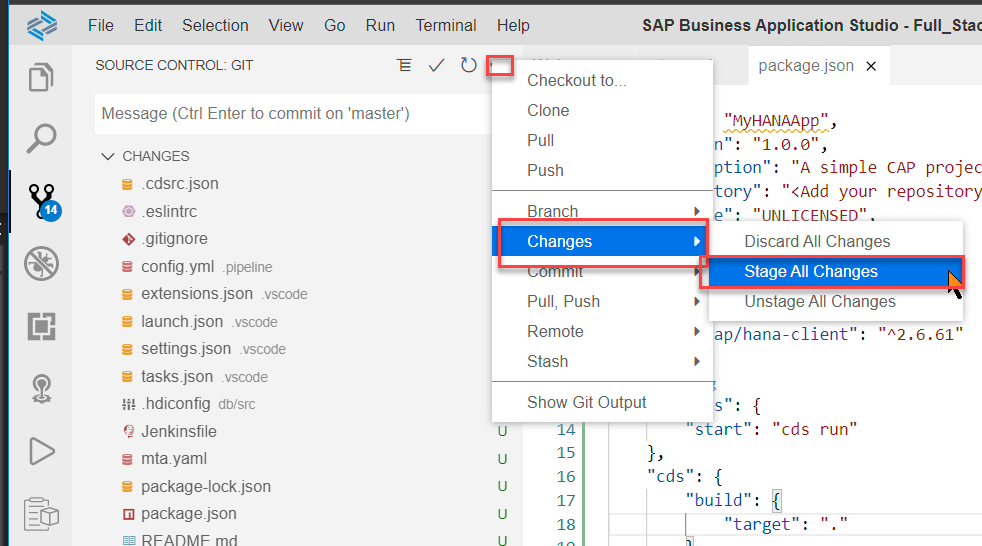 File Edit Selection View Go Run Terminal Help SAP Business Application Studio - Full_Stac
SOURCE CONTROL: GIT
package.json
Message (Ctrl Enter to commit on 'master')
CHANGES
.cdsrc.json
.eslintrc
.gitignore
config.yml .pipeline
extensions.json .vscode
launch.json .vscode
settings.json .vscode
tasks.json .vscode
.hdiconfig db/src
Jenkinsfile U
mta.yaml U
package-lock.json U
package.json U
README.md U
14
Checkout to...
Clone
Pull
Push
Branch
Changes
Commit
Pull, Push
Remote
Stash
Show Git Output
Discard All Changes
Stage All Changes
Unstage All Changes
"MyHANAApp",
n": "1.0.0",
ption": "A simple CAP projec
tory": "<Add your repository
e": "UNLICENSED",
ap/hana-client": "^2.6.61"
s": {
14 "start": "cds run"
15 },
16 "cds": {
17 "build": {
18 "target": "."
19 }